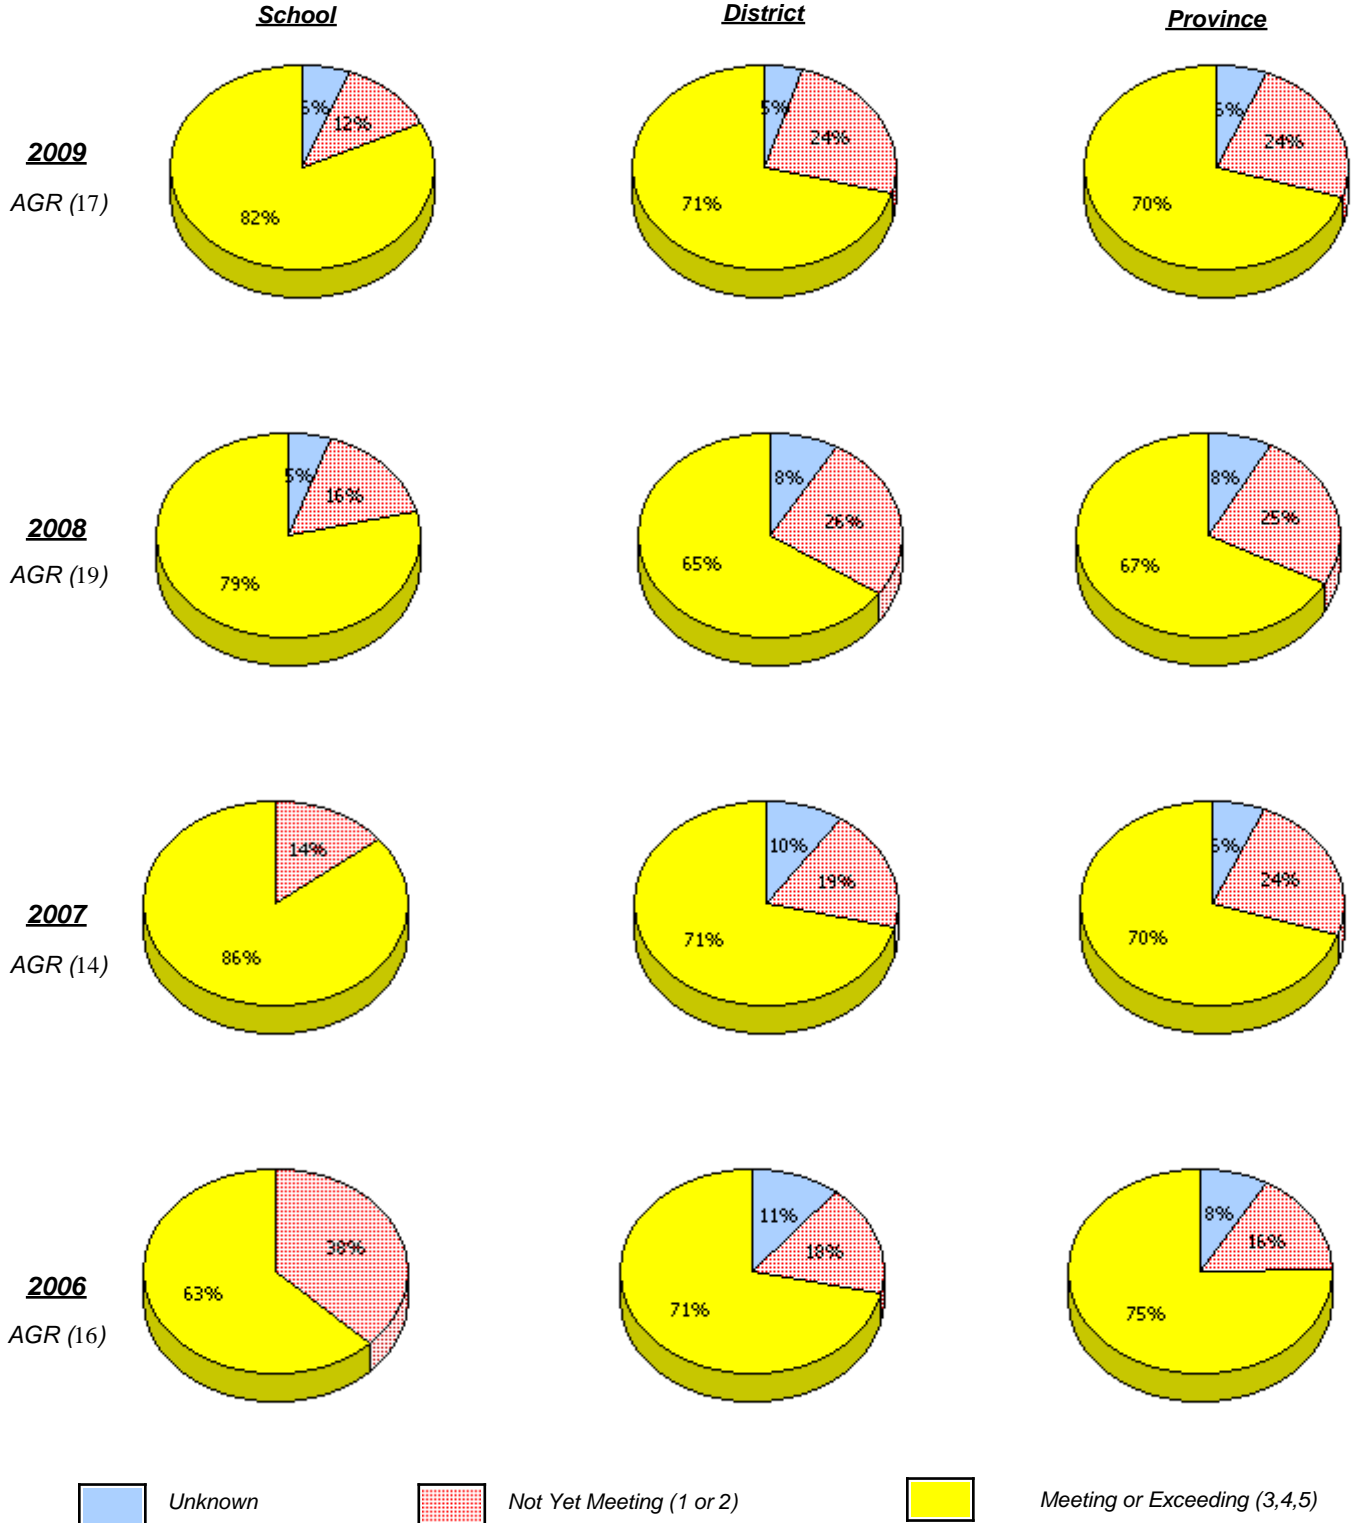 School District Province
2009
AGR (17)
6% 12% 82%
5% 24% 71%
6% 24% 70%
2008
AGR (19)
5% 16% 79%
8% 26% 65%
8% 25% 67%
2007
AGR (14)
14% 86%
10% 19% 71%
6% 24% 70%
2006
AGR (16)
38% 63%
11% 18% 71%
8% 16% 75%
Unknown Not Yet Meeting (1 or 2) Meeting or Exceeding (3,4,5)